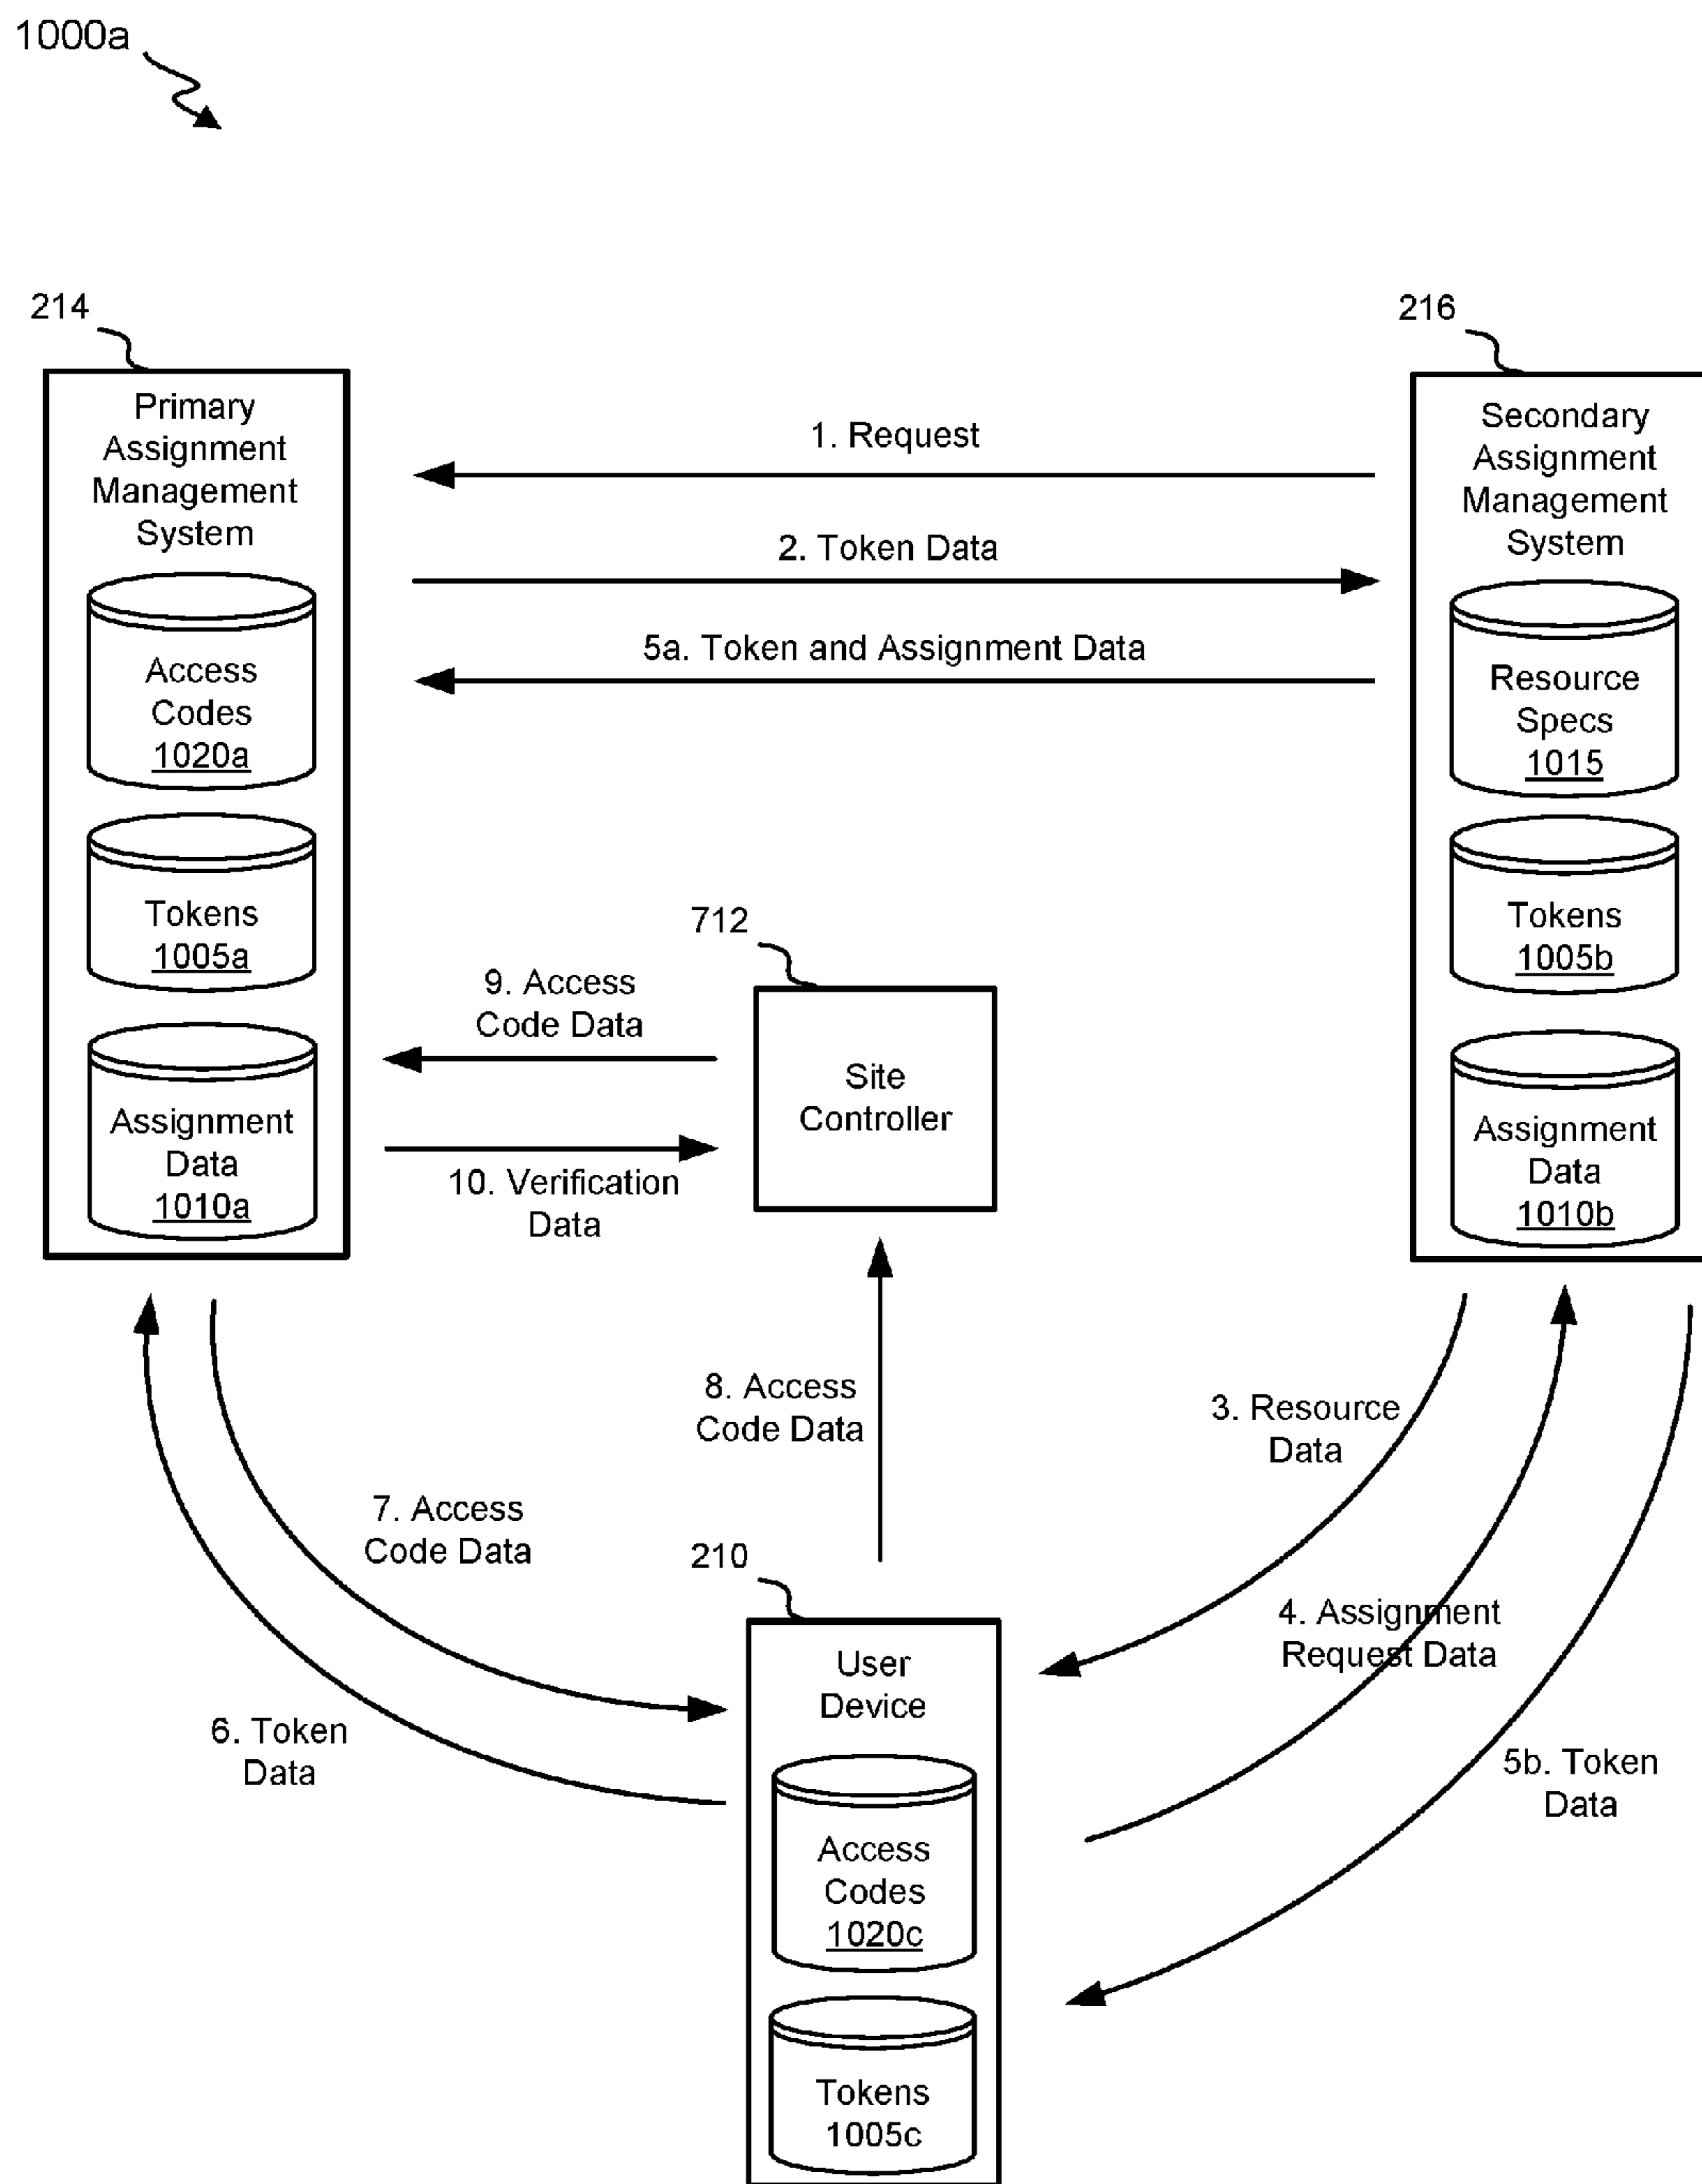 1000a
214
Primary
Assignment
Management
System
Access
Codes
1020a
Tokens
1005a
Assignment
Data
1010a
1. Request
2. Token Data
5a. Token and Assignment Data
216
Secondary
Assignment
Management
System
Resource
Specs
1015
Tokens
1005b
Assignment
Data
1010b
712
Site
Controller
9. Access
Code Data
10. Verification
Data
8. Access
Code Data
3. Resource
Data
7. Access
Code Data
4. Assignment
Request Data
6. Token
Data
5b. Token
Data
210
User
Device
Access
Codes
1020c
Tokens
1005c